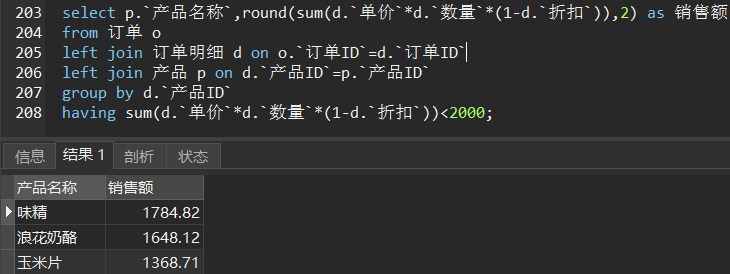 203 select p.`产品名称`,round(sum(d.`单价`*d.`数量`*(1-d.`折扣`)),2) as 销售额
204 from 订单 o
205 left join 订单明细 d on o.`订单ID`=d.`订单ID`
206 left join 产品 p on d.`产品ID`=p.`产品ID`
207 group by d.`产品ID`
208 having sum(d.`单价`*d.`数量`*(1-d.`折扣`))<2000;
信息 结果 1 剖析 状态
产品名称 销售额
味精 1784.82
浪花奶酪 1648.12
玉米片 1368.71